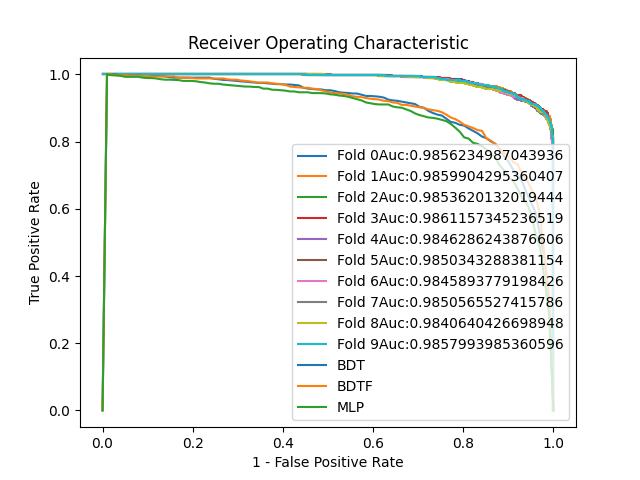 Receiver Operating Characteristic
True Positive Rate
1.0
0.8
0.6
0.4
0.2
0.0
Fold 0Auc:0.9856234987043936
Fold 1Auc:0.9859904295360407
Fold 2Auc:0.9853620132019444
Fold 3Auc:0.9861157345236519
Fold 4Auc:0.9846286243876606
Fold 5Auc:0.9850343288381154
Fold 6Auc:0.9845893779198426
Fold 7Auc:0.9850565527415786
Fold 8Auc:0.9840640426698948
Fold 9Auc:0.9857993985360596
BDT
BDTF
MLP
0.0 0.2 0.4 0.6 0.8 1.0
1 - False Positive Rate